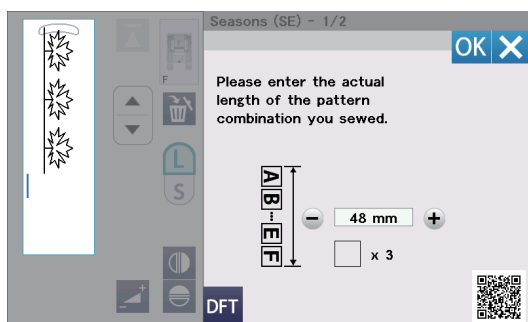 Seasons (SE) - 1/2
OK
F
Please enter the actual
length of the pattern
combination you sewed.
L
S
A
B
E
F
48 mm
x 3
DFT